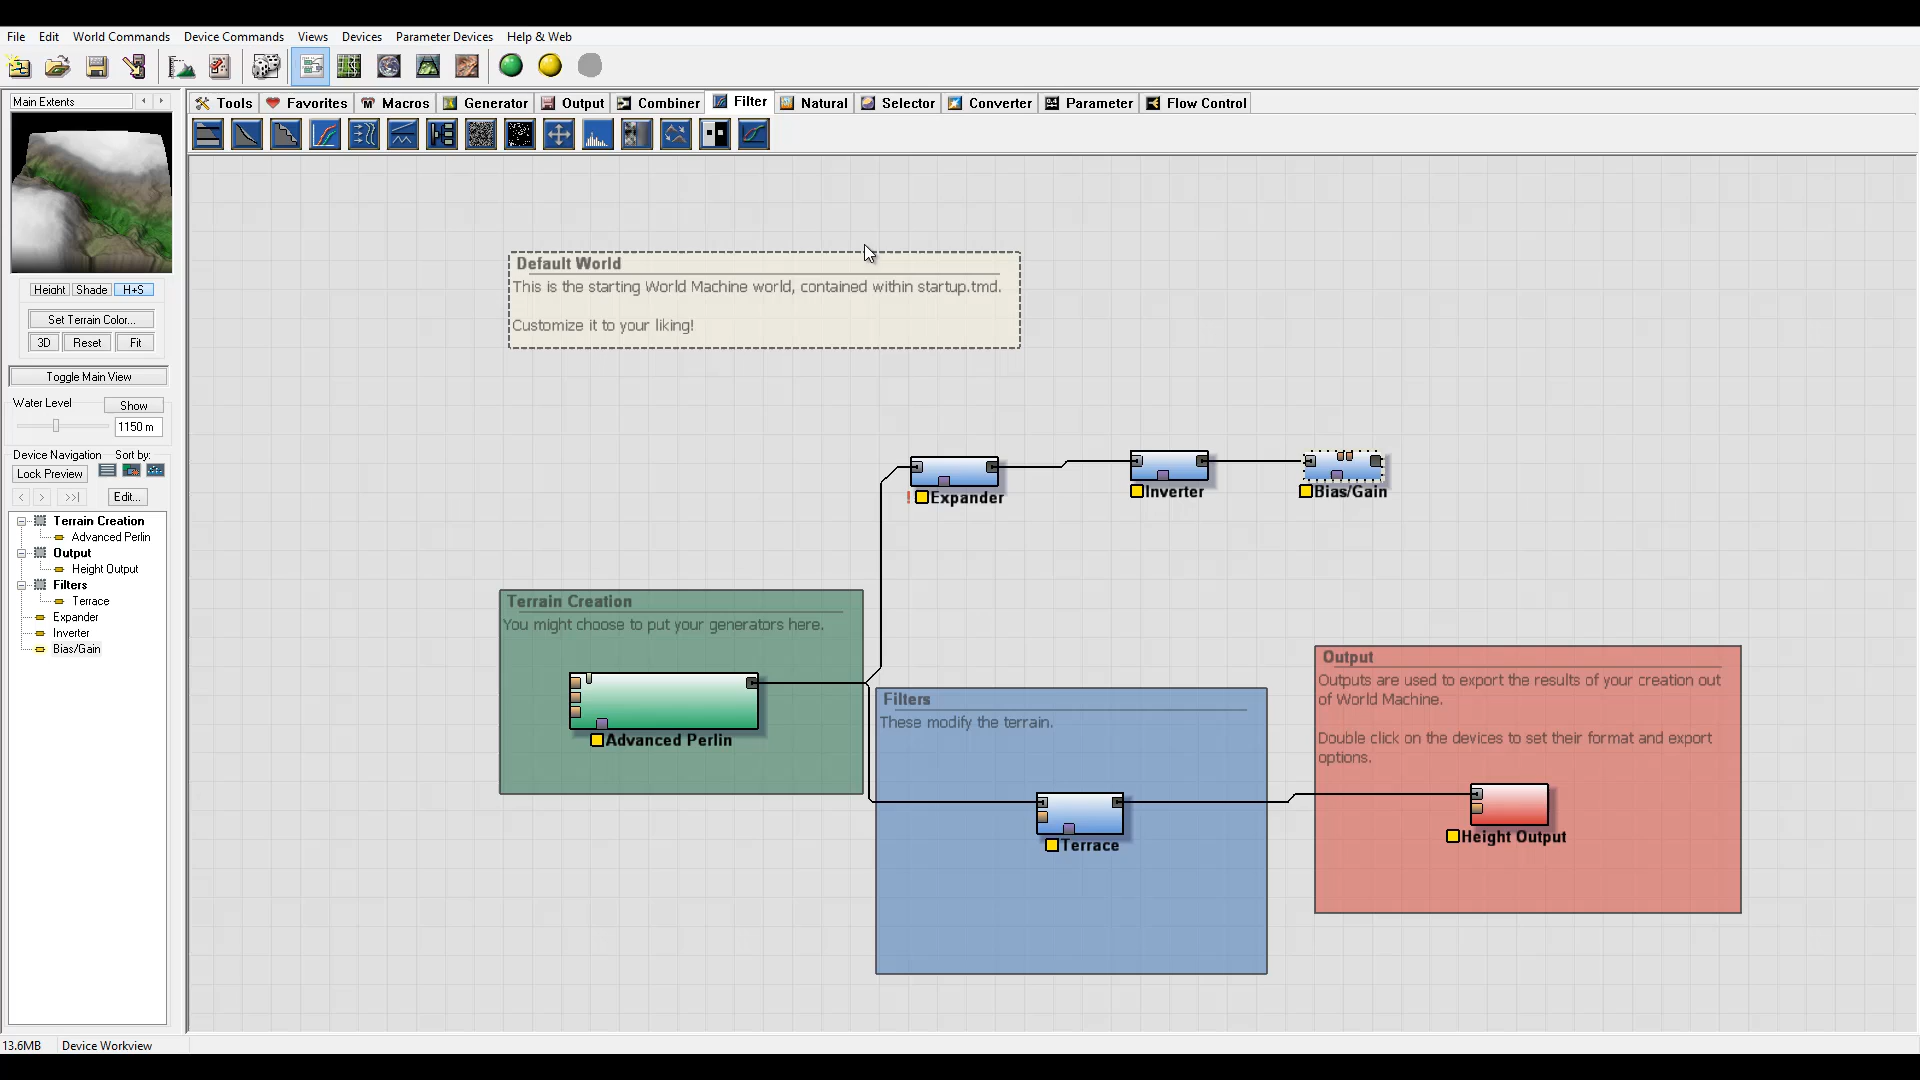 File Edit World Commands Device Commands Views Devices Parameter Devices Help & Web
Main Extents
Tools Favorites Macros Generator Output Combiner Filter Natural Selector Converter Parameter Flow Control
Height Shade H+S
Set Terrain Color...
3D Reset Fit
Toggle Main View
Water Level Show
1150 m
Device Navigation Sort by:
Lock Preview
< > >>| Edit...
Terrain Creation
Advanced Perlin
Output
Height Output
Filters
Terrace
Expander
Inverter
Bias/Gain
Default World
This is the starting World Machine world, contained within startup.tmd.
Customize it to your liking!
! Expander
Inverter
Bias/Gain
Terrain Creation
You might choose to put your generators here.
Advanced Perlin
Filters
These modify the terrain.
Terrace
Output
Outputs are used to export the results of your creation out
of World Machine.
Double click on the devices to set their format and export
options.
Height Output
13.6MB Device Workview